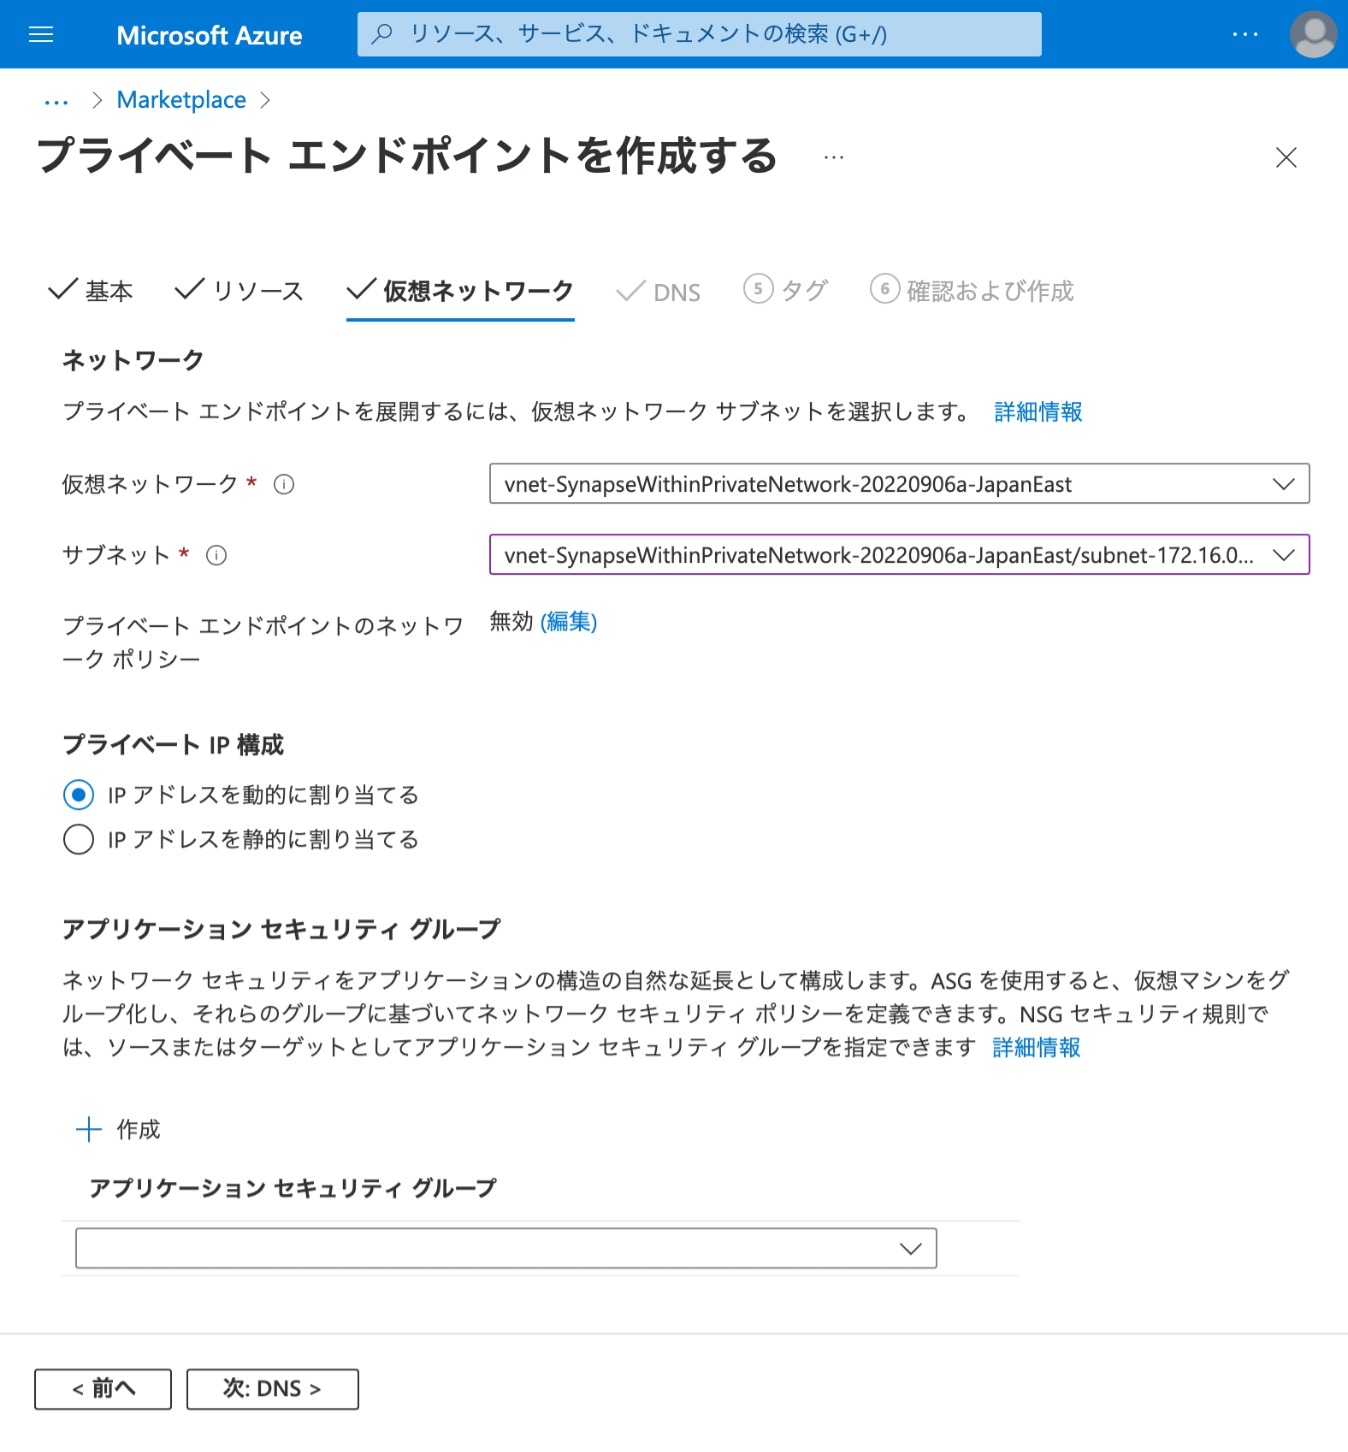 Microsoft Azure
リソース、サービス、ドキュメントの検索 (G+/)
...
... > Marketplace >
プライベート エンドポイントを作成する ...
基本 リソース 仮想ネットワーク DNS 5 タグ 6 確認および作成
ネットワーク
プライベート エンドポイントを展開するには、仮想ネットワーク サブネットを選択します。 詳細情報
仮想ネットワーク *
vnet-SynapseWithinPrivateNetwork-20220906a-JapanEast
サブネット *
vnet-SynapseWithinPrivateNetwork-20220906a-JapanEast/subnet-172.16.0...
プライベート エンドポイントのネットワ
ーク ポリシー
無効 (編集)
プライベート IP 構成
IP アドレスを動的に割り当てる
IP アドレスを静的に割り当てる
アプリケーション セキュリティ グループ
ネットワーク セキュリティをアプリケーションの構造の自然な延長として構成します。ASG を使用すると、仮想マシンをグ
ループ化し、それらのグループに基づいてネットワーク セキュリティ ポリシーを定義できます。NSG セキュリティ規則で
は、ソースまたはターゲットとしてアプリケーション セキュリティ グループを指定できます 詳細情報
作成
アプリケーション セキュリティ グループ
< 前へ
次: DNS >